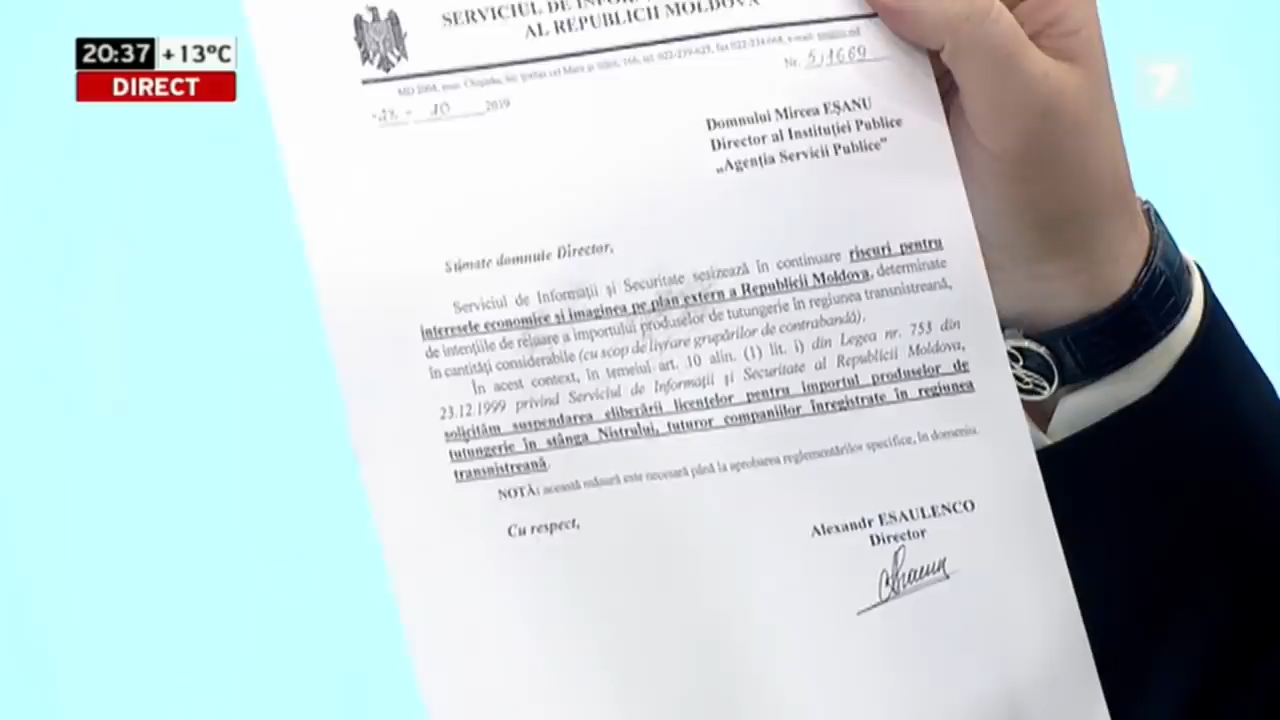 20:37 +13°C
DIRECT
7
SERVICIUL DE
AL REPUBLICII MOLDOVA
Nr. 5/1669
10 2019
Domnului Mircea EȘANU
Director al Instituției Publice
„Agenția Servicii Publice”
Stimate domnule Director,
Serviciul de Informații și Securitate sesizează în continuare riscuri pentru
interesele economice și imaginea pe plan extern a Republicii Moldova, determinate
de intențiile de reluare a importului produselor de tutungerie în regiunea transnistreană,
în cantități considerabile (cu scop de livrare grupărilor de contrabandă).
În acest context, în temeiul art. 10 alin. (1) lit. i) din Legea nr. 753 din
23.12.1999 privind Serviciul de Informații și Securitate al Republicii Moldova,
solicităm suspendarea eliberării licențelor pentru importul produselor de
tutungerie în stânga Nistrului, tuturor companiilor înregistrate în regiunea
transnistreană.
NOTĂ: această măsură este necesară până la aprobarea reglementărilor specifice, în domeniu.
Cu respect,
Alexandr ESAULENCO
Director